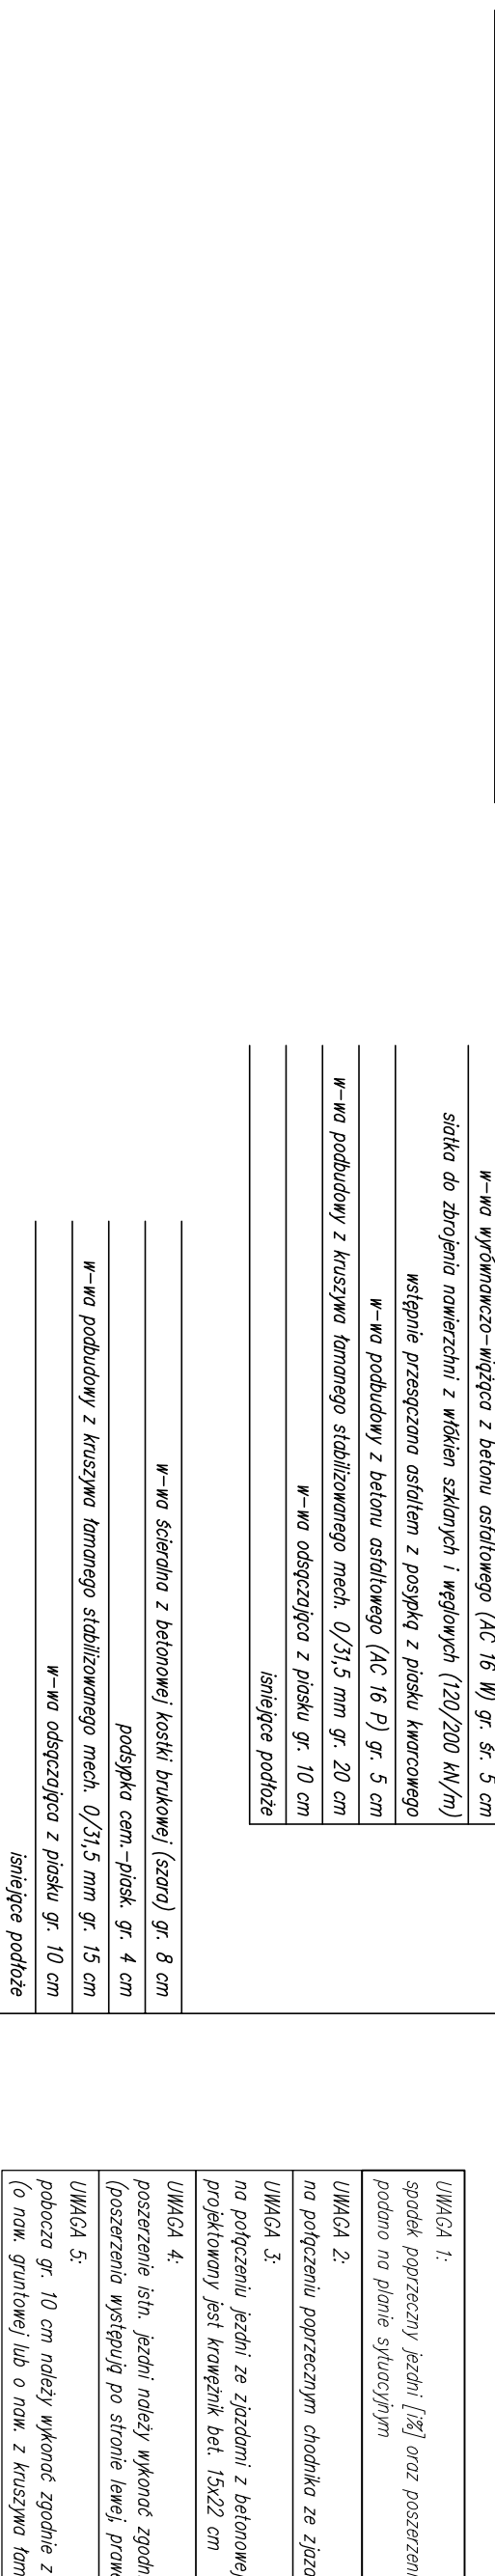 w-wa wyrównawczo-wiążąca z betonu asfaltowego (AC 16 W) gr. śr. 5 cm
siatka do zbrojenia nawierzchni z włókien szklanych i węglowych (120/200 kN/m)
wstępnie przesączana asfaltem z posypką z piasku kwarcowego
w-wa podbudowy z betonu asfaltowego (AC 16 P) gr. 5 cm
w-wa podbudowy z kruszywa łamanego stabilizowanego mech. 0/31,5 mm gr. 20 cm
w-wa odsączająca z piasku gr. 10 cm
isniejące podłoże
w-wa ścieralna z betonowej kostki brukowej (szara) gr. 8 cm
podsypka cem.-piask. gr. 4 cm
w-wa podbudowy z kruszywa łamanego stabilizowanego mech. 0/31,5 mm gr. 15 cm
w-wa odsączająca z piasku gr. 10 cm
isniejące podłoże
UWAGA 1:
spadek poprzeczny jezdni [i%] oraz
podano na planie sytuacyjnym
UWAGA 2:
na połączeniu poprzecznym chodnika ze
UWAGA 3:
na połączeniu jezdni ze zjazdami z betonowej
projektowany jest krawężnik bet. 15x22 cm
UWAGA 4:
poszerzenie istn. jezdni należy wykonać
(poszerzenia występują po stronie lewej,
UWAGA 5:
pobocza gr. 10 cm należy wykonać zgodnie z
(o naw. gruntowej lub o naw. z kruszywa